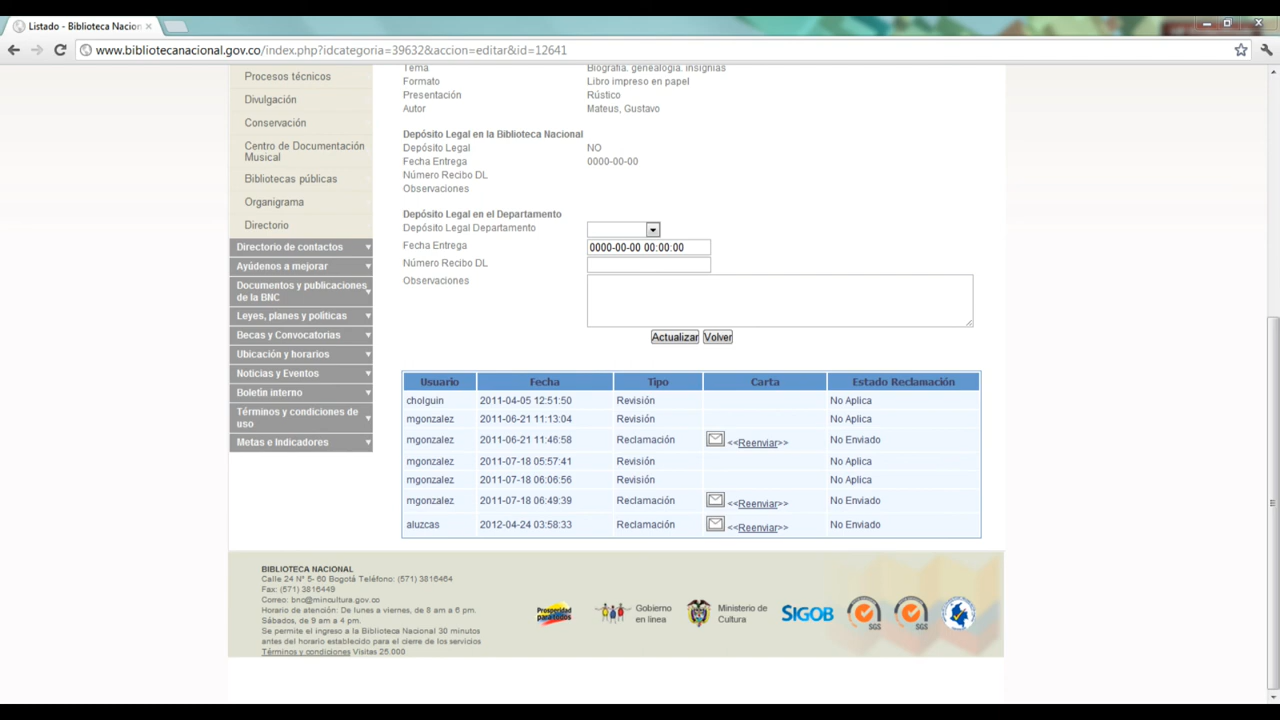 Listado - Biblioteca Nacion
www.bibliotecanacional.gov.co/index.php?idcategoria=39632&accion=editar&id=12641
Procesos técnicos
Divulgación
Conservación
Centro de Documentación
Musical
Bibliotecas públicas
Organigrama
Directorio
Directorio de contactos
Ayúdenos a mejorar
Documentos y publicaciones
de la BNC
Leyes, planes y politicas
Becas y Convocatorias
Ubicación y horarios
Noticias y Eventos
Boletin interno
Términos y condiciones de
uso
Metas e Indicadores
Tema Biografía. genealogía. insignias
Formato Libro impreso en papel
Presentación Rústico
Autor Mateus, Gustavo
Depósito Legal en la Biblioteca Nacional
Depósito Legal NO
Fecha Entrega 0000-00-00
Número Recibo DL
Observaciones
Depósito Legal en el Departamento
Depósito Legal Departamento
Fecha Entrega 0000-00-00 00:00:00
Número Recibo DL
Observaciones
Actualizar Volver
Usuario Fecha Tipo Carta Estado Reclamación
cholguin 2011-04-05 12:51:50 Revisión No Aplica
mgonzalez 2011-06-21 11:13:04 Revisión No Aplica
mgonzalez 2011-06-21 11:46:58 Reclamación <<Reenviar>> No Enviado
mgonzalez 2011-07-18 05:57:41 Revisión No Aplica
mgonzalez 2011-07-18 06:06:56 Revisión No Aplica
mgonzalez 2011-07-18 06:49:39 Reclamación <<Reenviar>> No Enviado
aluzcas 2012-04-24 03:58:33 Reclamación <<Reenviar>> No Enviado
BIBLIOTECA NACIONAL
Calle 24 N° 5- 60 Bogotá Teléfono: (571) 3816464
Fax: (571) 3816449
Correo: bnc@mincultura.gov.co
Horario de atención: De lunes a viernes, de 8 am a 6 pm.
Sábados, de 9 am a 4 pm.
Se permite el ingreso a la Biblioteca Nacional 30 minutos
antes del horario establecido para el cierre de los servicios
Términos y condiciones Visitas 25.000
Prosperidad
para todos
Gobierno
en línea
Ministerio de
Cultura
SIGOB
SGS
SGS